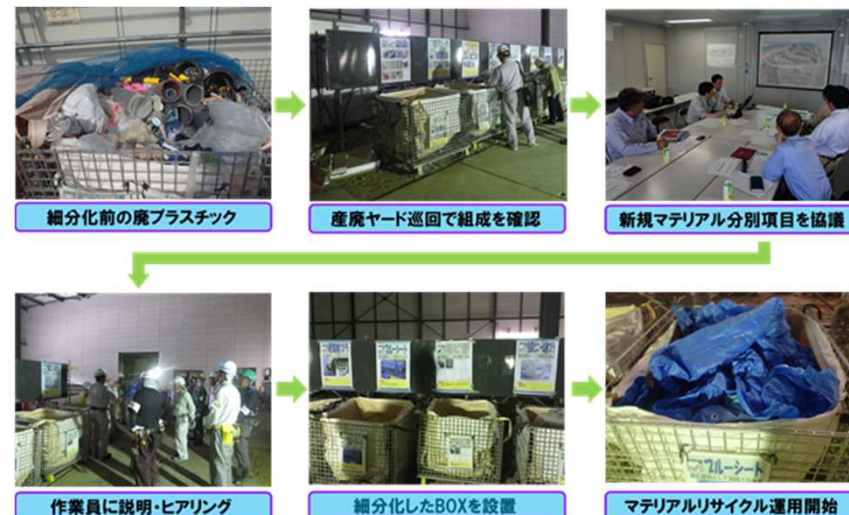 細分化前の廃プラスチック
産廃ヤード巡回で組成を確認
新規マテリアル分別項目を協議
作業員に説明・ヒアリング
細分化したBOXを設置
マテリアルリサイクル運用開始
ブルーシート